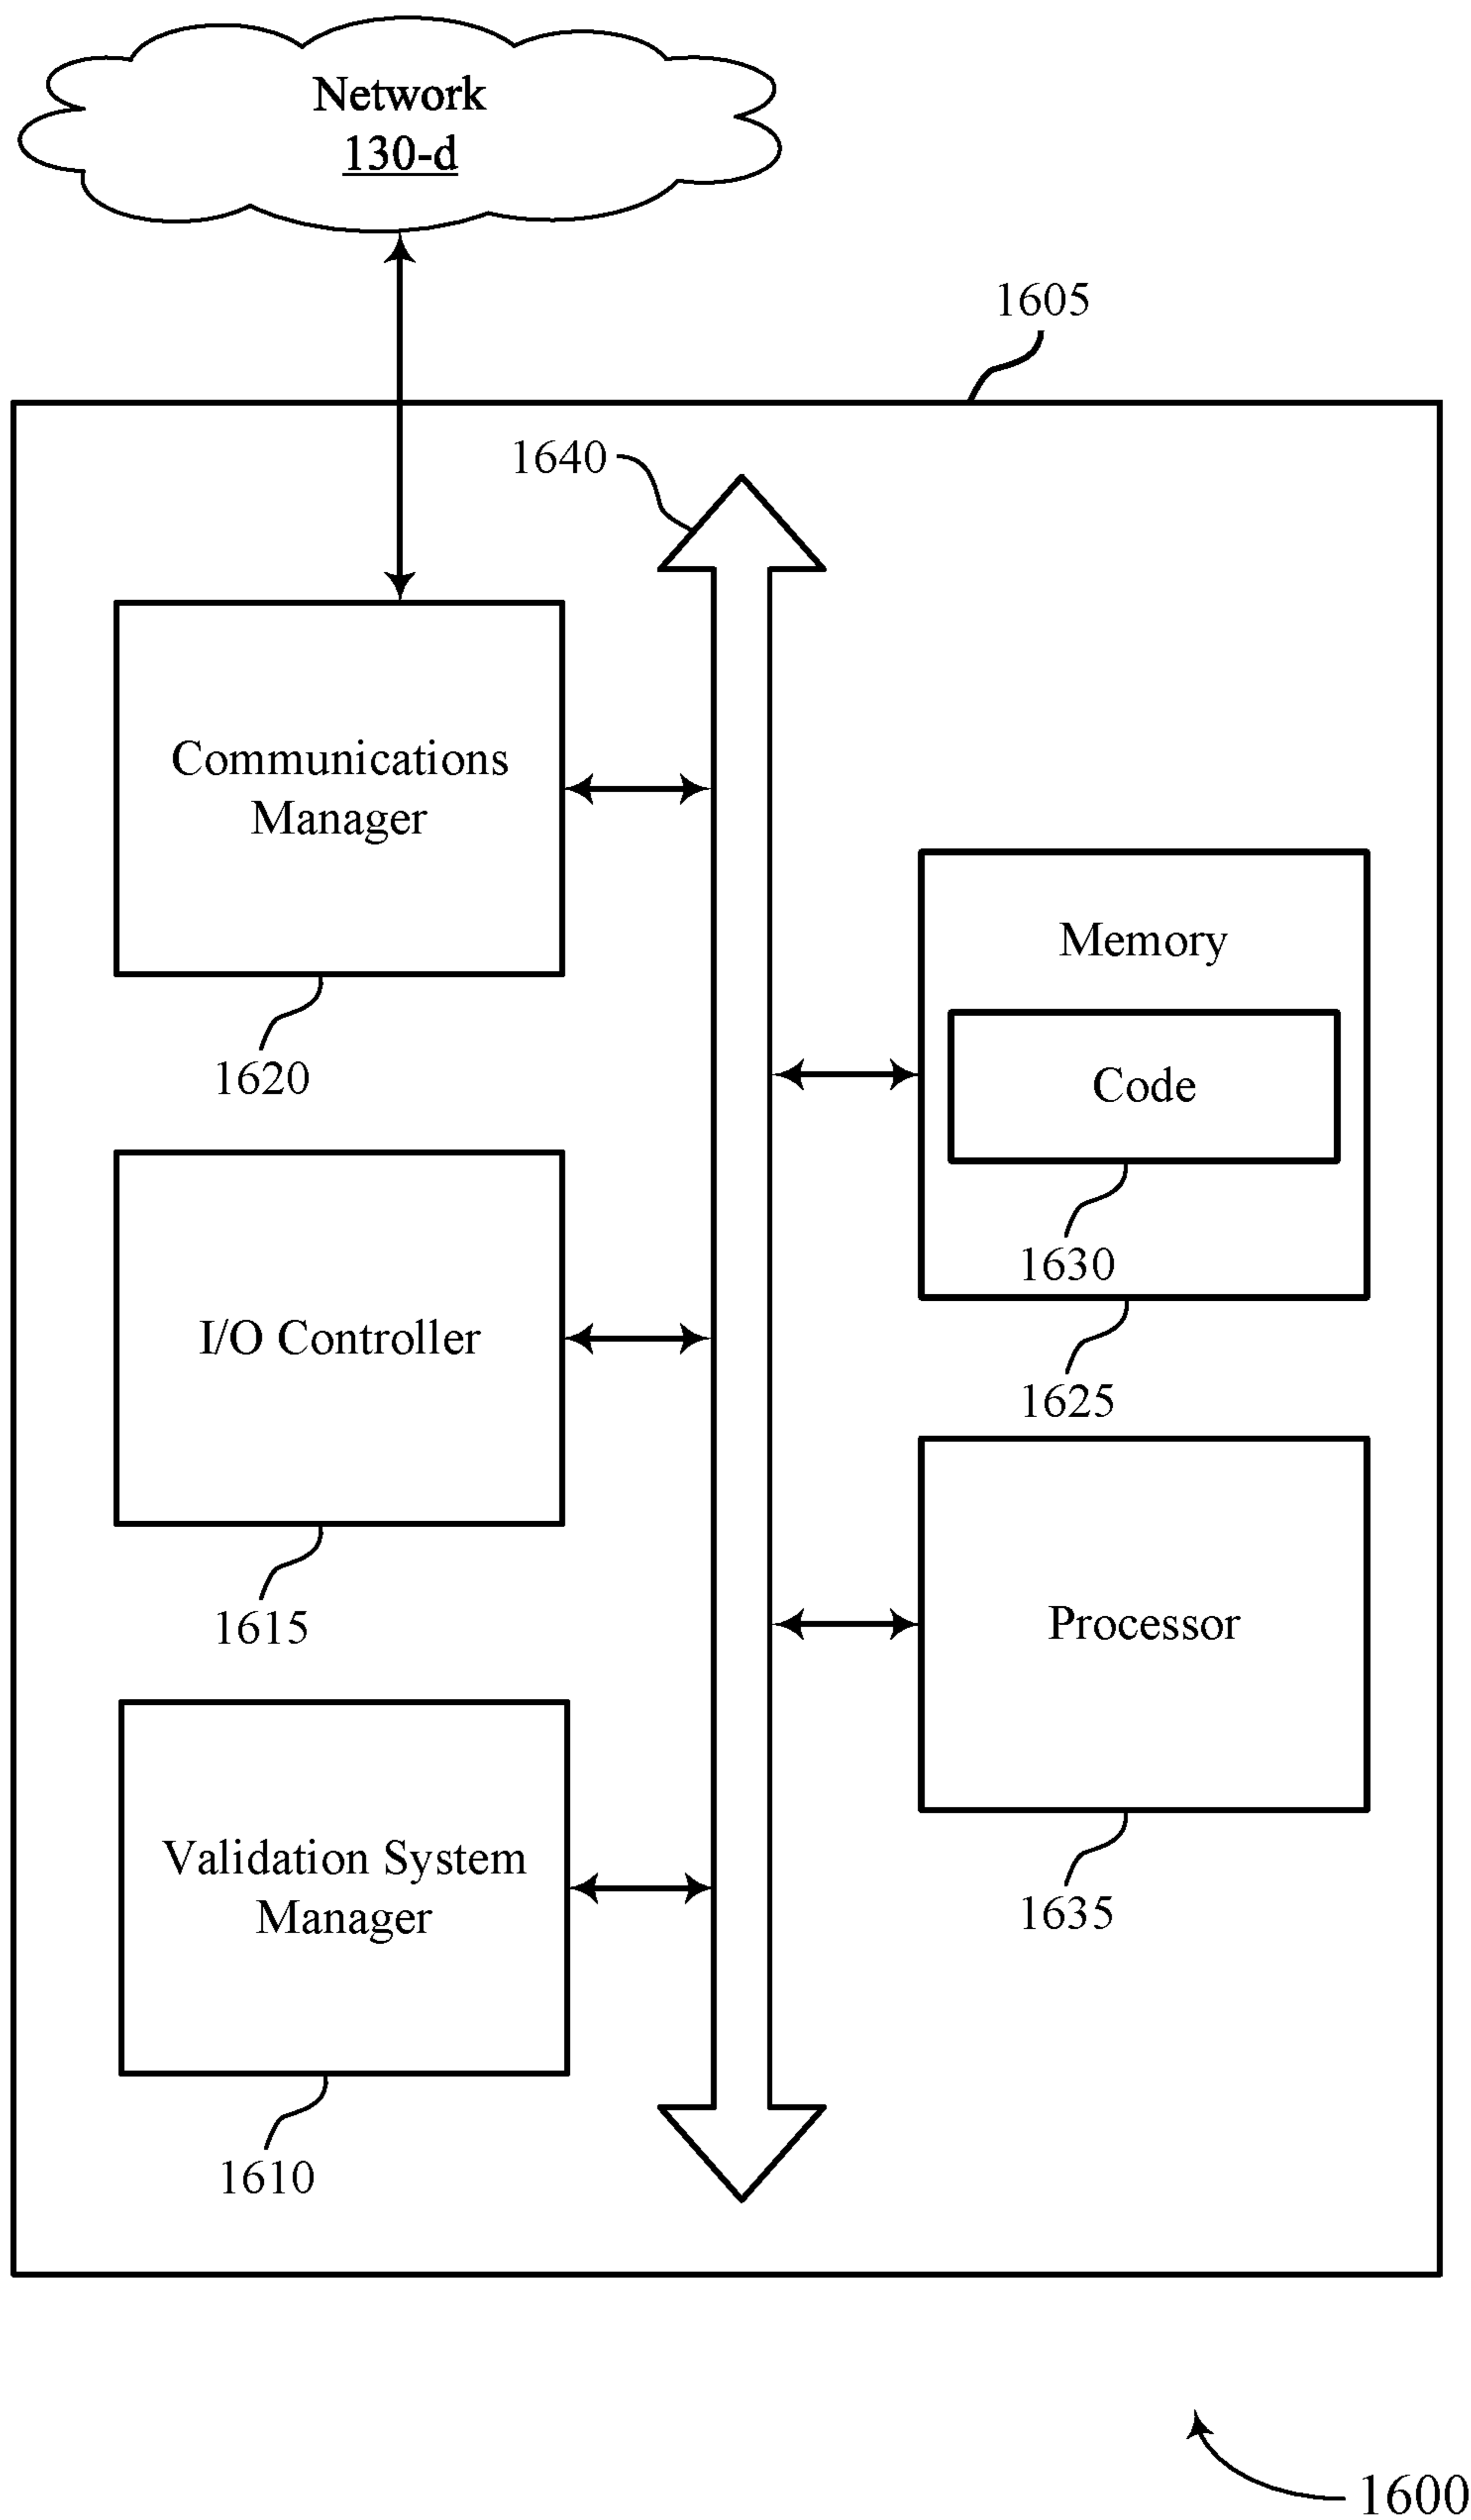 Network
130-d
1605
1640
Communications
Manager
1620
Memory
Code
1630
1625
I/O Controller
1615
Processor
1635
Validation System
Manager
1610
1600